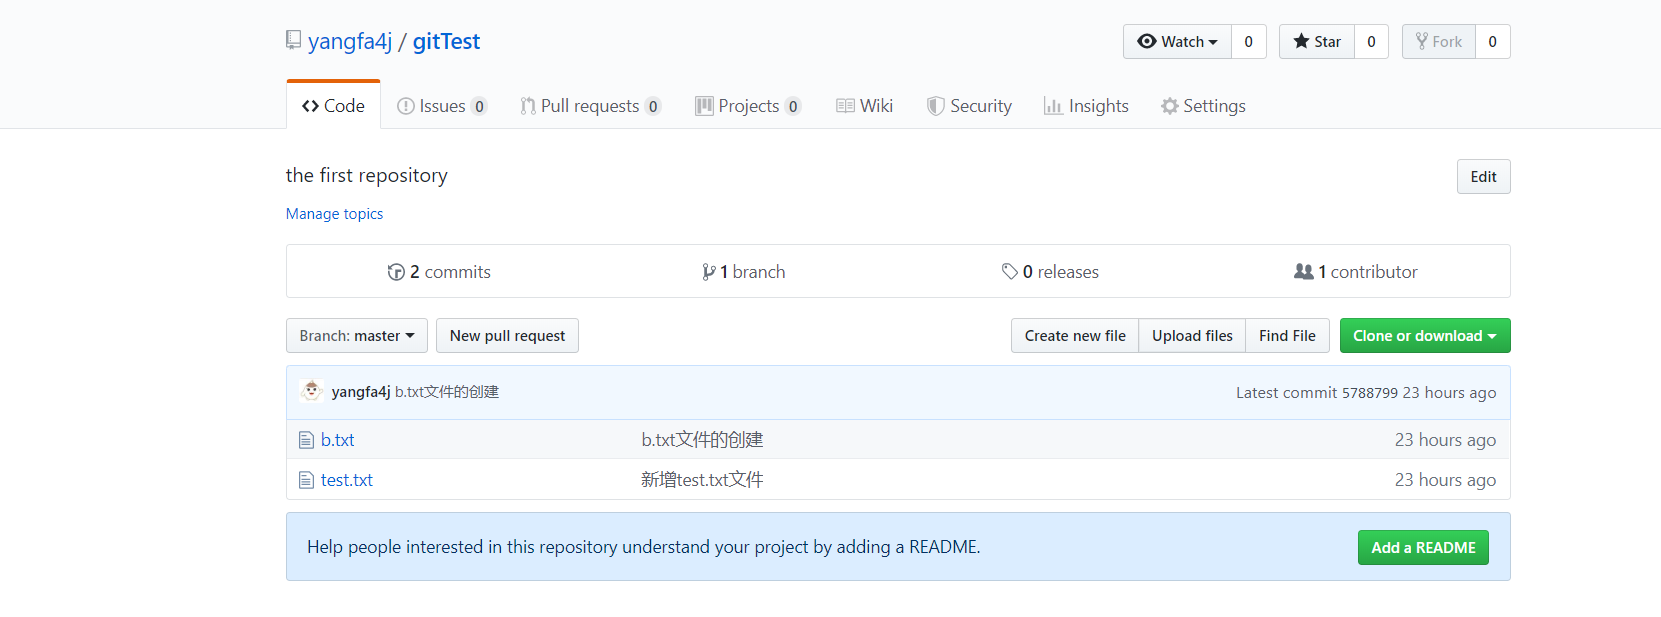 yangfa4j / gitTest Watch 0 Star 0 Fork 0
Code Issues 0 Pull requests 0 Projects 0 Wiki Security Insights Settings
the first repository Edit
Manage topics
2 commits 1 branch 0 releases 1 contributor
Branch: master New pull request Create new file Upload files Find File Clone or download
yangfa4j b.txt文件的创建 Latest commit 5788799 23 hours ago
b.txt b.txt文件的创建 23 hours ago
test.txt 新增test.txt文件 23 hours ago
Help people interested in this repository understand your project by adding a README. Add a README